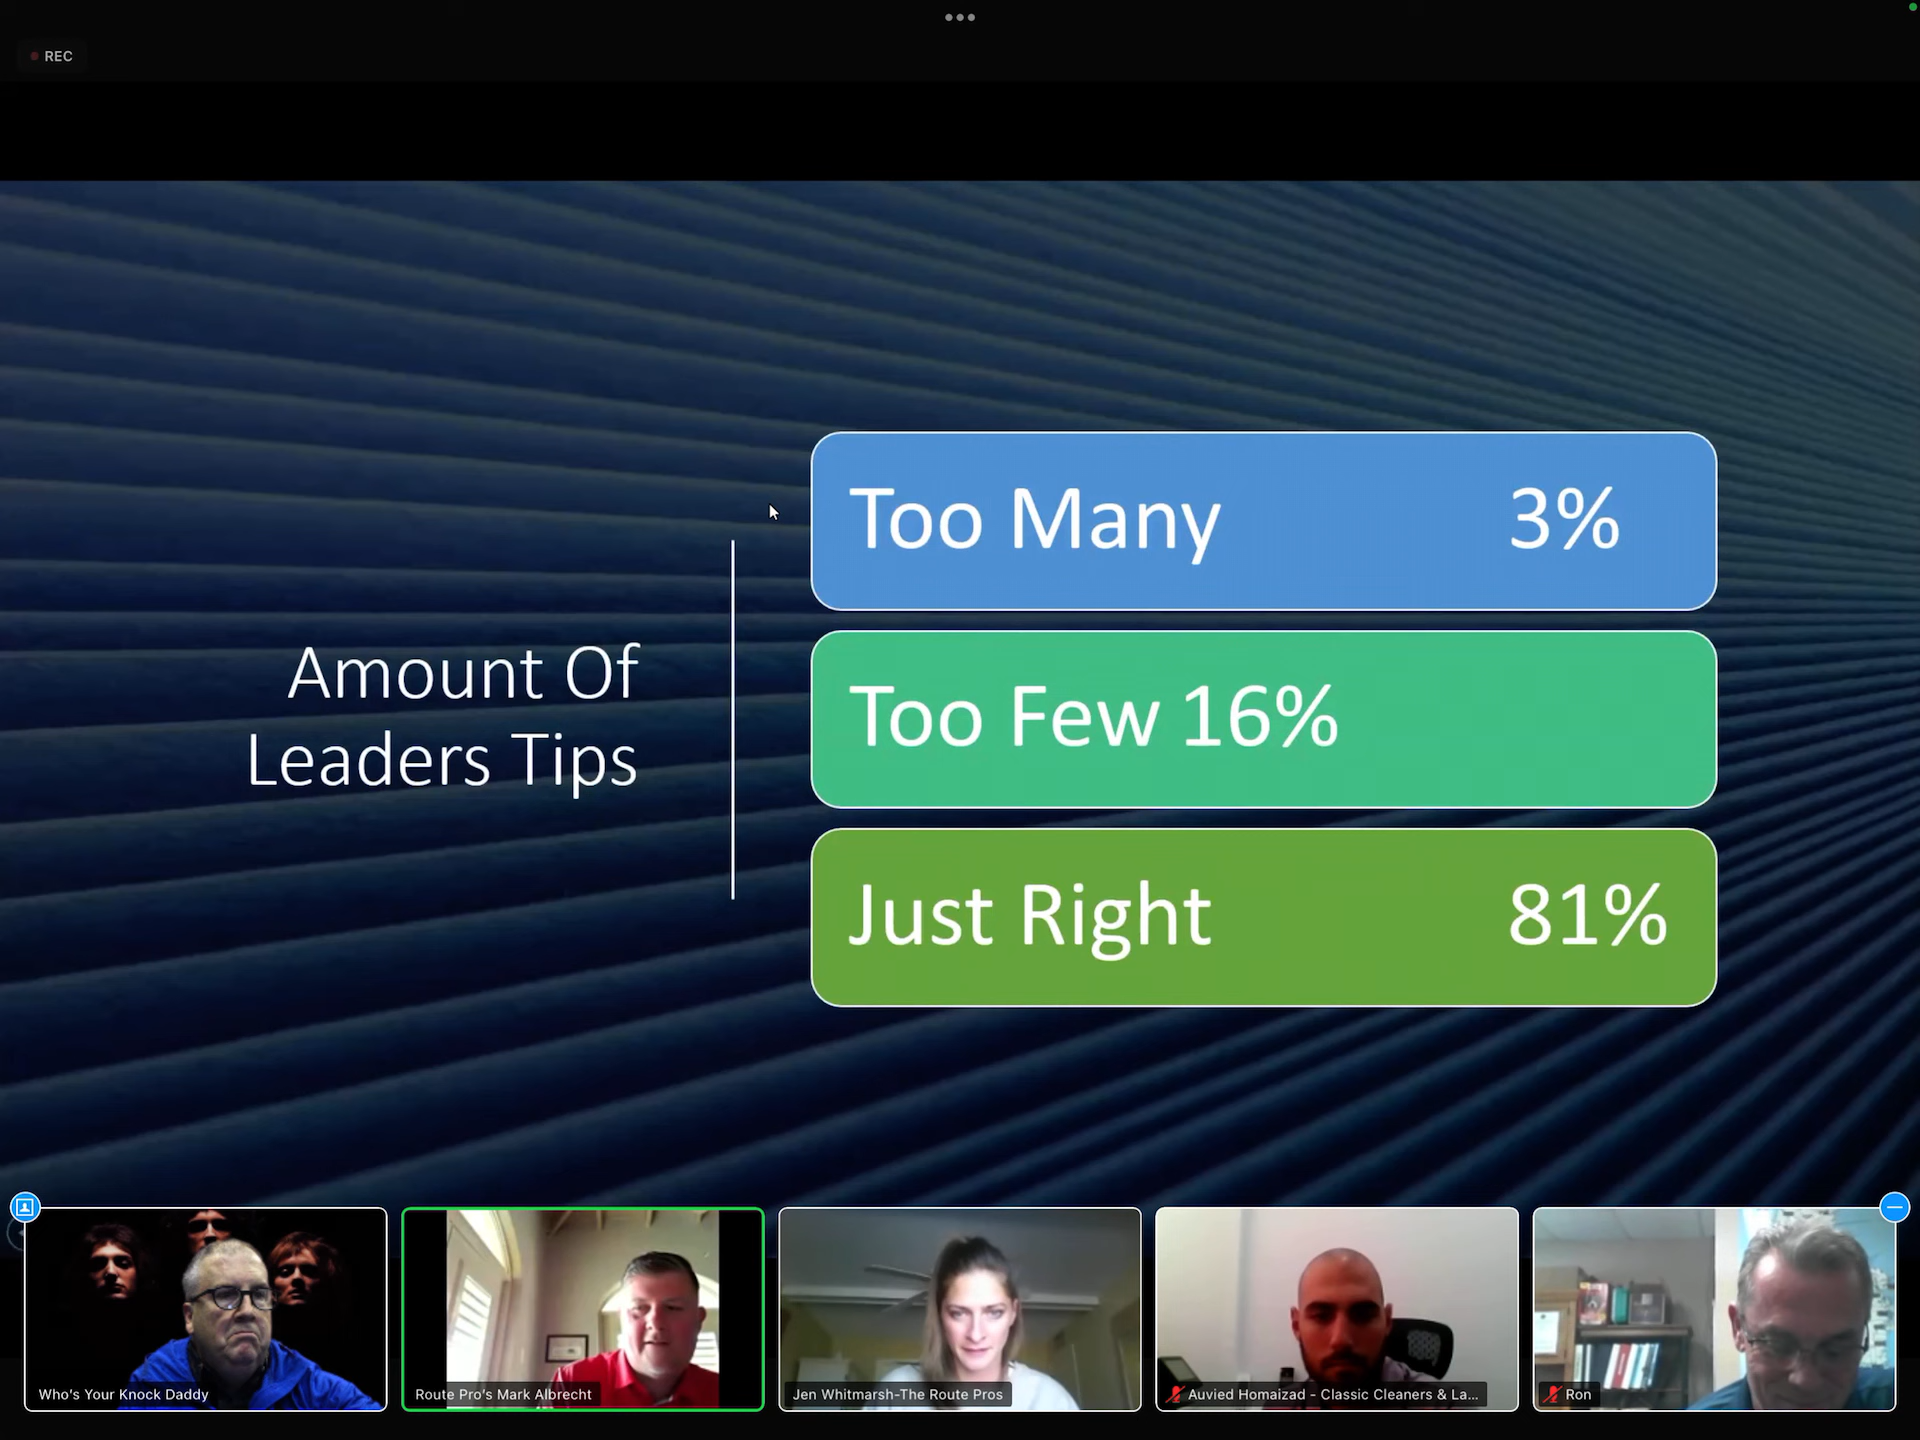 REC
Amount Of
Leaders Tips
Too Many 3%
Too Few 16%
Just Right 81%
Who's Your Knock Daddy
Route Pro's Mark Albrecht
Jen Whitmarsh-The Route Pros
Auvied Homaizad - Classic Cleaners & La...
Ron